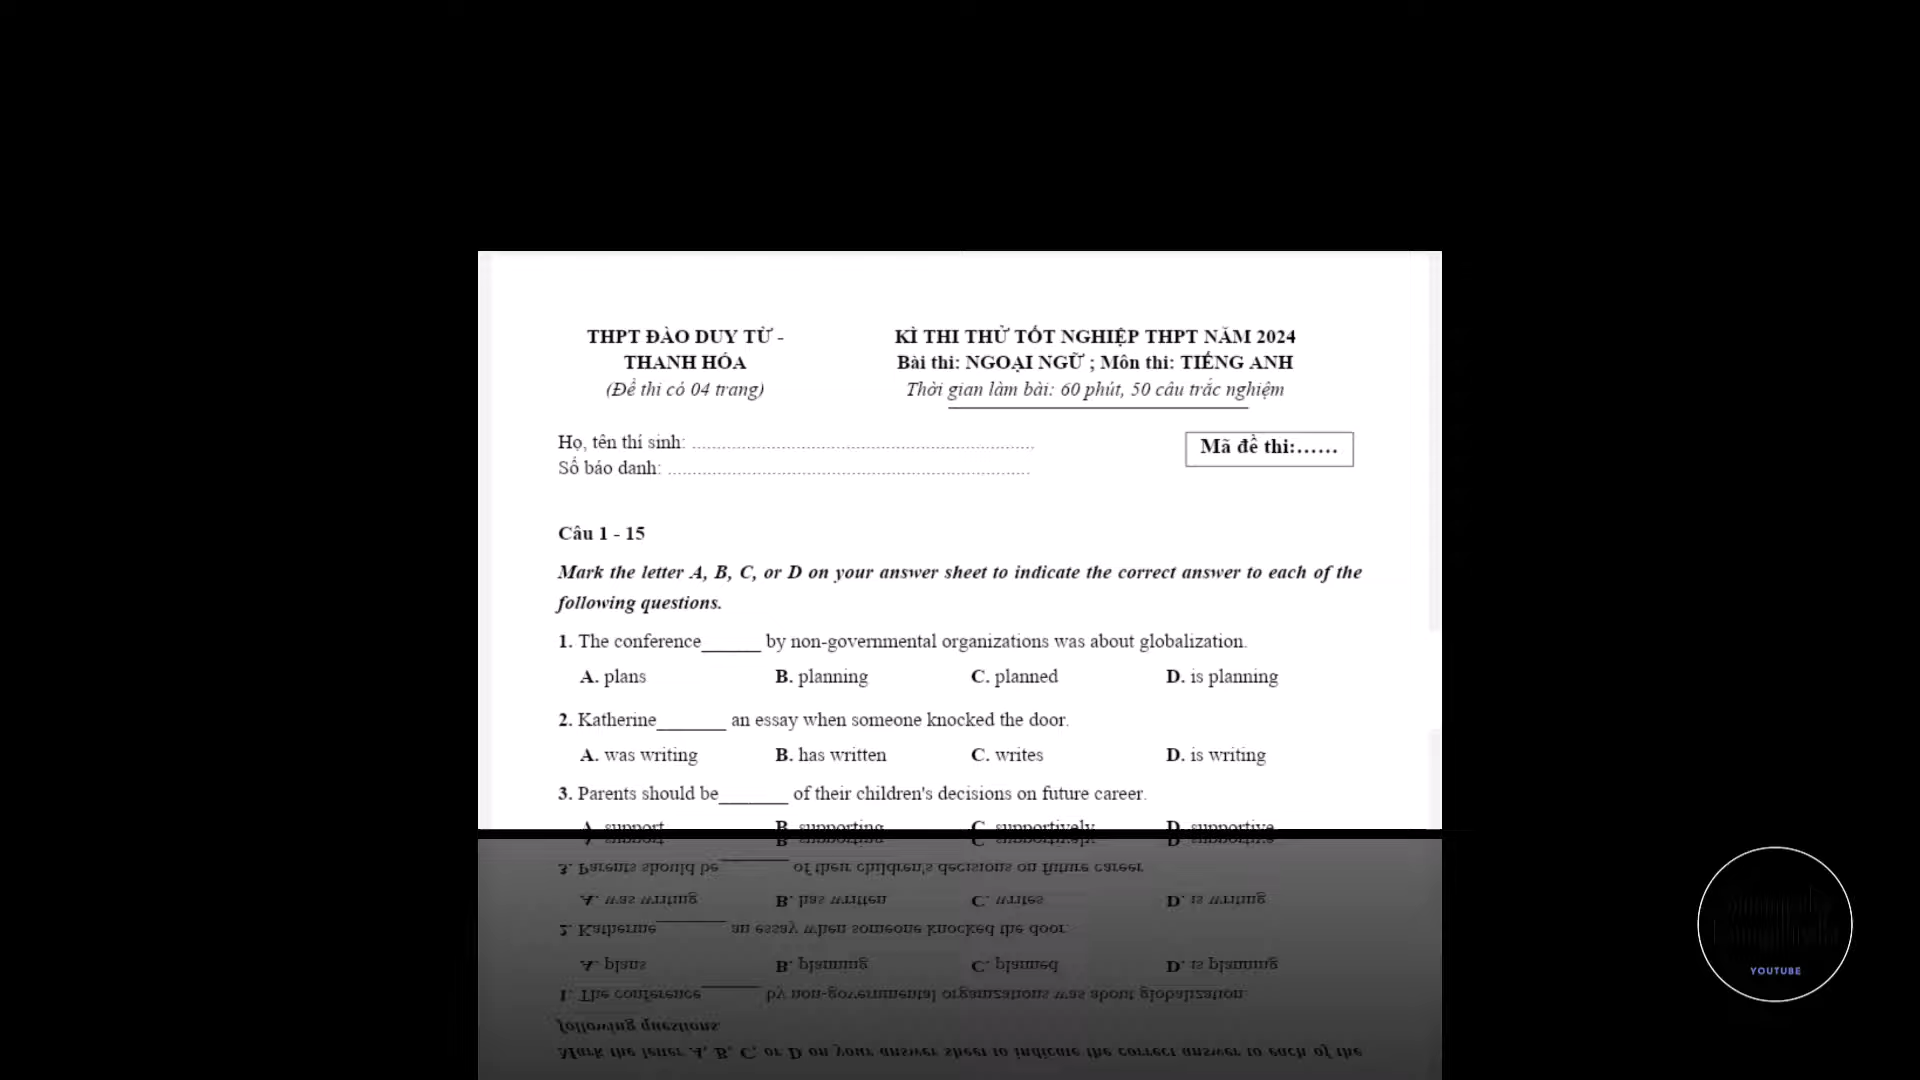 THPT ĐÀO DUY TỪ -
THANH HÓA
(Đề thi có 04 trang)
KÌ THI THỬ TỐT NGHIỆP THPT NĂM 2024
Bài thi: NGOẠI NGỮ ; Môn thi: TIẾNG ANH
Thời gian làm bài: 60 phút, 50 câu trắc nghiệm
Họ, tên thí sinh: ........................................................................
Số báo danh: ............................................................................
Mã đề thi:......
Câu 1 - 15
Mark the letter A, B, C, or D on your answer sheet to indicate the correct answer to each of the
following questions.
1. The conference______ by non-governmental organizations was about globalization.
A. plans B. planning C. planned D. is planning
2. Katherine_______ an essay when someone knocked the door.
A. was writing B. has written C. writes D. is writing
3. Parents should be_______ of their children's decisions on future career.
A. support B. supporting C. supportively D. supportive
YOUTUBE